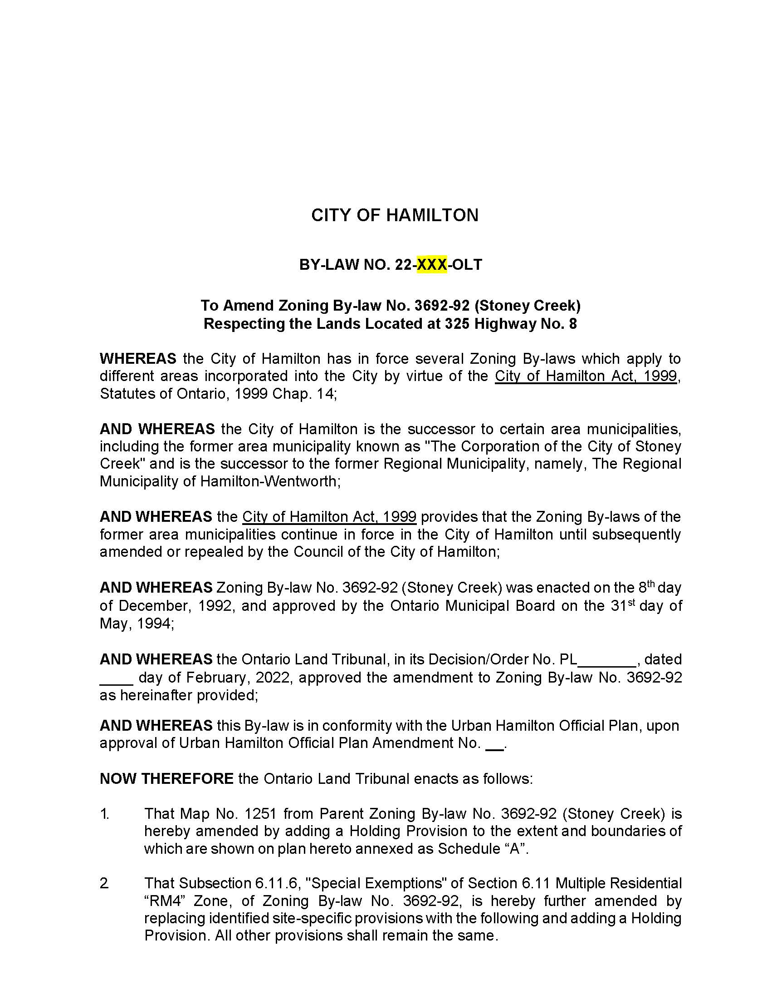 CITY OF HAMILTON
BY-LAW NO. 22-XXX-OLT
To Amend Zoning By-law No. 3692-92 (Stoney Creek)
Respecting the Lands Located at 325 Highway No. 8
WHEREAS the City of Hamilton has in force several Zoning By-laws which apply to
different areas incorporated into the City by virtue of the City of Hamilton Act, 1999,
Statutes of Ontario, 1999 Chap. 14;
AND WHEREAS the City of Hamilton is the successor to certain area municipalities,
including the former area municipality known as "The Corporation of the City of Stoney
Creek" and is the successor to the former Regional Municipality, namely, The Regional
Municipality of Hamilton-Wentworth;
AND WHEREAS the City of Hamilton Act, 1999 provides that the Zoning By-laws of the
former area municipalities continue in force in the City of Hamilton until subsequently
amended or repealed by the Council of the City of Hamilton;
AND WHEREAS Zoning By-law No. 3692-92 (Stoney Creek) was enacted on the 8th day
of December, 1992, and approved by the Ontario Municipal Board on the 31st day of
May, 1994;
AND WHEREAS the Ontario Land Tribunal, in its Decision/Order No. PL_______, dated
____ day of February, 2022, approved the amendment to Zoning By-law No. 3692-92
as hereinafter provided;
AND WHEREAS this By-law is in conformity with the Urban Hamilton Official Plan, upon
approval of Urban Hamilton Official Plan Amendment No. __.
NOW THEREFORE the Ontario Land Tribunal enacts as follows:
1. That Map No. 1251 from Parent Zoning By-law No. 3692-92 (Stoney Creek) is
hereby amended by adding a Holding Provision to the extent and boundaries of
which are shown on plan hereto annexed as Schedule “A”.
2 That Subsection 6.11.6, "Special Exemptions" of Section 6.11 Multiple Residential
“RM4” Zone, of Zoning By-law No. 3692-92, is hereby further amended by
replacing identified site-specific provisions with the following and adding a Holding
Provision. All other provisions shall remain the same.